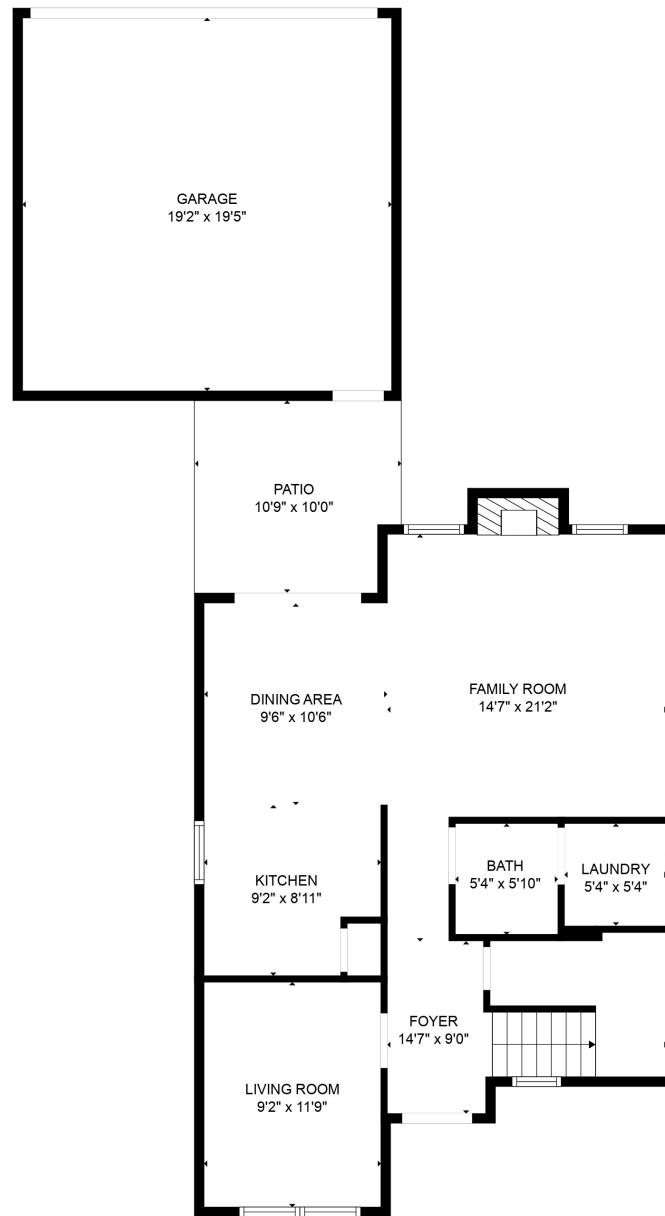 GARAGE
19'2" x 19'5"
PATIO
10'9" x 10'0"
DINING AREA
9'6" x 10'6"
FAMILY ROOM
14'7" x 21'2"
KITCHEN
9'2" x 8'11"
BATH
5'4" x 5'10"
LAUNDRY
5'4" x 5'4"
FOYER
14'7" x 9'0"
LIVING ROOM
9'2" x 11'9"